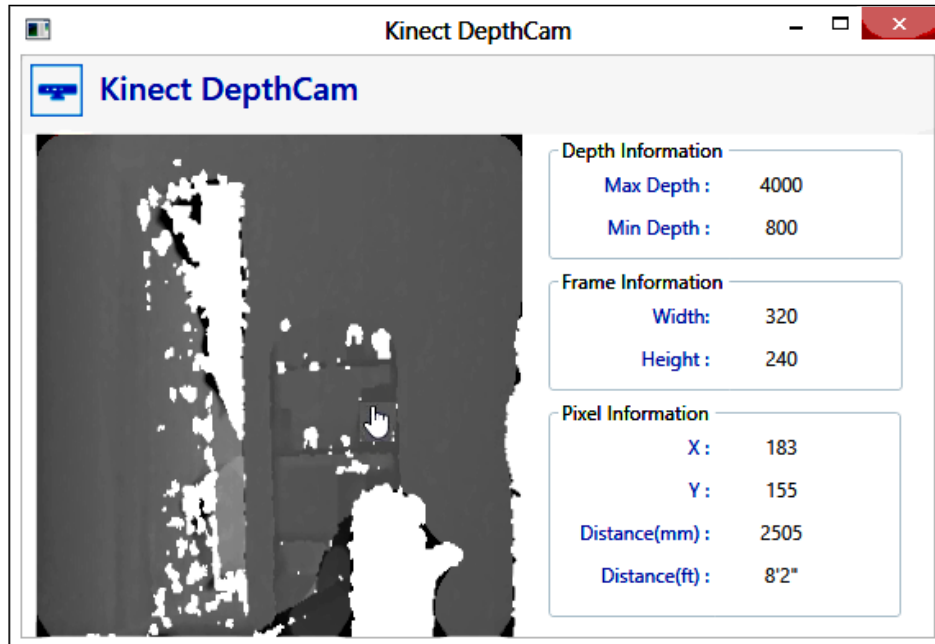 Kinect DepthCam
Kinect DepthCam
Depth Information
Max Depth : 4000
Min Depth : 800
Frame Information
Width: 320
Height : 240
Pixel Information
X : 183
Y : 155
Distance(mm) : 2505
Distance(ft) : 8'2"